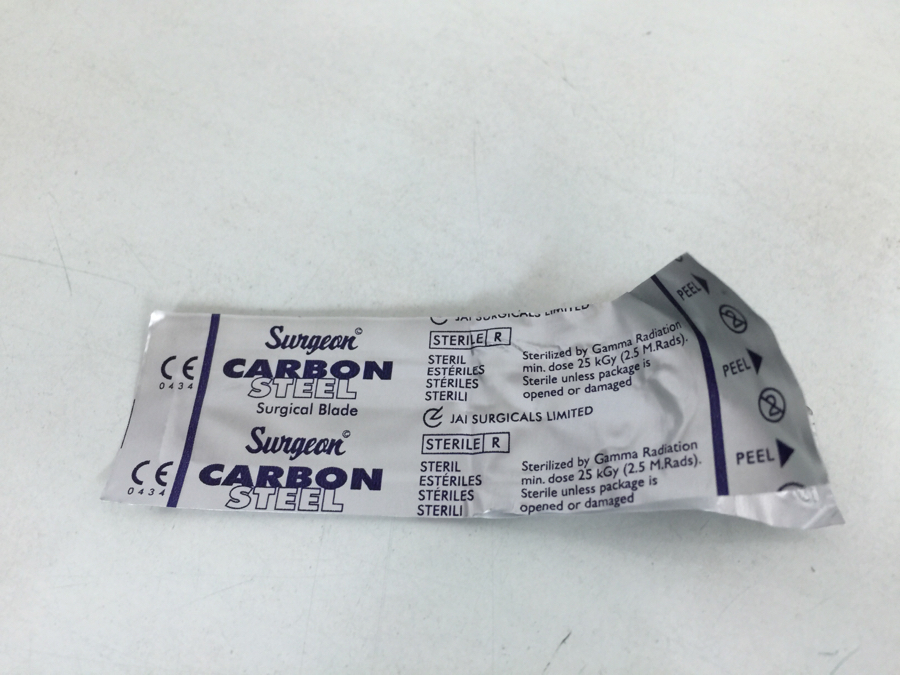 JAI SURGICALS LIMITED
Surgeon©
CARBON
STEEL
Surgical Blade
CE
0434
STERILE R
STERIL
ESTÉRILES
STÉRILES
STERILI
Sterilized by Gamma Radiation
min. dose 25 kGy (2.5 M.Rads).
Sterile unless package is
opened or damaged
PEEL
2
PEEL
2
JAI SURGICALS LIMITED
Surgeon©
CARBON
STEEL
CE
0434
STERILE R
STERIL
ESTÉRILES
STÉRILES
STERILI
Sterilized by Gamma Radiation
min. dose 25 kGy (2.5 M.Rads).
Sterile unless package is
opened or damaged
PEEL